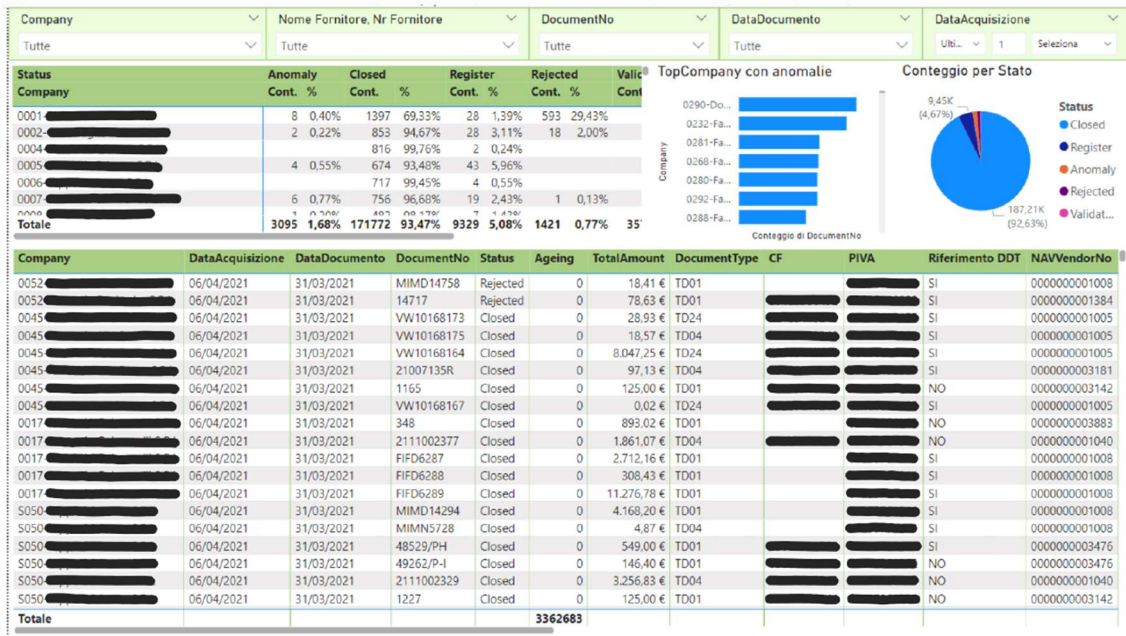 Company Nome Fornitore, Nr Fornitore DocumentNo DataDocumento DataAcquisizione
Tutte Tutte Tutte Tutte Ulti... 1 Seleziona
Status Anomaly Closed Register Rejected Valid
Company Cont. % Cont. % Cont. % Cont. % Cont
0001- 8 0,40% 1397 69,33% 28 1,39% 593 29,43%
0002- 2 0,22% 853 94,67% 28 3,11% 18 2,00%
0004- 816 99,76% 2 0,24%
0005- 4 0,55% 674 93,48% 43 5,96%
0006- 717 99,45% 4 0,55%
0007- 6 0,77% 756 96,68% 19 2,43% 1 0,13%
Totale 3095 1,68% 171772 93,47% 9329 5,08% 1421 0,77% 357
TopCompany con anomalie
Company
0290-Do...
0232-Fa...
0281-Fa...
0268-Fa...
0280-Fa...
0292-Fa...
0288-Fa...
Conteggio di DocumentNo
Conteggio per Stato
9,45K
(4,67%)
187,21K
(92,63%)
Status
Closed
Register
Anomaly
Rejected
Validat...
Company DataAcquisizione DataDocumento DocumentNo Status Ageing TotalAmount DocumentType CF PIVA Riferimento DDT NAVVendorNo
0052- 06/04/2021 31/03/2021 MIMD14758 Rejected 0 18,41 € TD01 SI 0000000001008
0052- 06/04/2021 31/03/2021 14717 Rejected 0 78,63 € TD01 SI 0000000001384
0045- 06/04/2021 31/03/2021 VW10168173 Closed 0 28,93 € TD24 SI 0000000001005
0045- 06/04/2021 31/03/2021 VW10168175 Closed 0 18,57 € TD04 SI 0000000001005
0045- 06/04/2021 31/03/2021 VW10168164 Closed 0 8.047,25 € TD24 SI 0000000001005
0045- 06/04/2021 31/03/2021 21007135R Closed 0 97,13 € TD04 SI 0000000003181
0045- 06/04/2021 31/03/2021 1165 Closed 0 125,00 € TD01 NO 0000000003142
0045- 06/04/2021 31/03/2021 VW10168167 Closed 0 0,02 € TD24 SI 0000000001005
0017- 06/04/2021 31/03/2021 348 Closed 0 893,02 € TD01 NO 0000000003883
0017- 06/04/2021 31/03/2021 2111002377 Closed 0 1.861,07 € TD04 NO 0000000001040
0017- 06/04/2021 31/03/2021 FIFD6287 Closed 0 2.712,16 € TD01 SI 0000000001008
0017- 06/04/2021 31/03/2021 FIFD6288 Closed 0 308,43 € TD01 SI 0000000001008
0017- 06/04/2021 31/03/2021 FIFD6289 Closed 0 11.276,78 € TD01 SI 0000000001008
S050- 06/04/2021 31/03/2021 MIMD14294 Closed 0 4.168,20 € TD01 SI 0000000001008
S050- 06/04/2021 31/03/2021 MIMN5728 Closed 0 4,87 € TD04 SI 0000000001008
S050- 06/04/2021 31/03/2021 48529/PH Closed 0 549,00 € TD01 SI 0000000003476
S050- 06/04/2021 31/03/2021 49262/P-I Closed 0 146,40 € TD01 NO 0000000003476
S050- 06/04/2021 31/03/2021 2111002329 Closed 0 3.256,83 € TD04 NO 0000000001040
S050- 06/04/2021 31/03/2021 1227 Closed 0 125,00 € TD01 NO 0000000003142
Totale 3362683